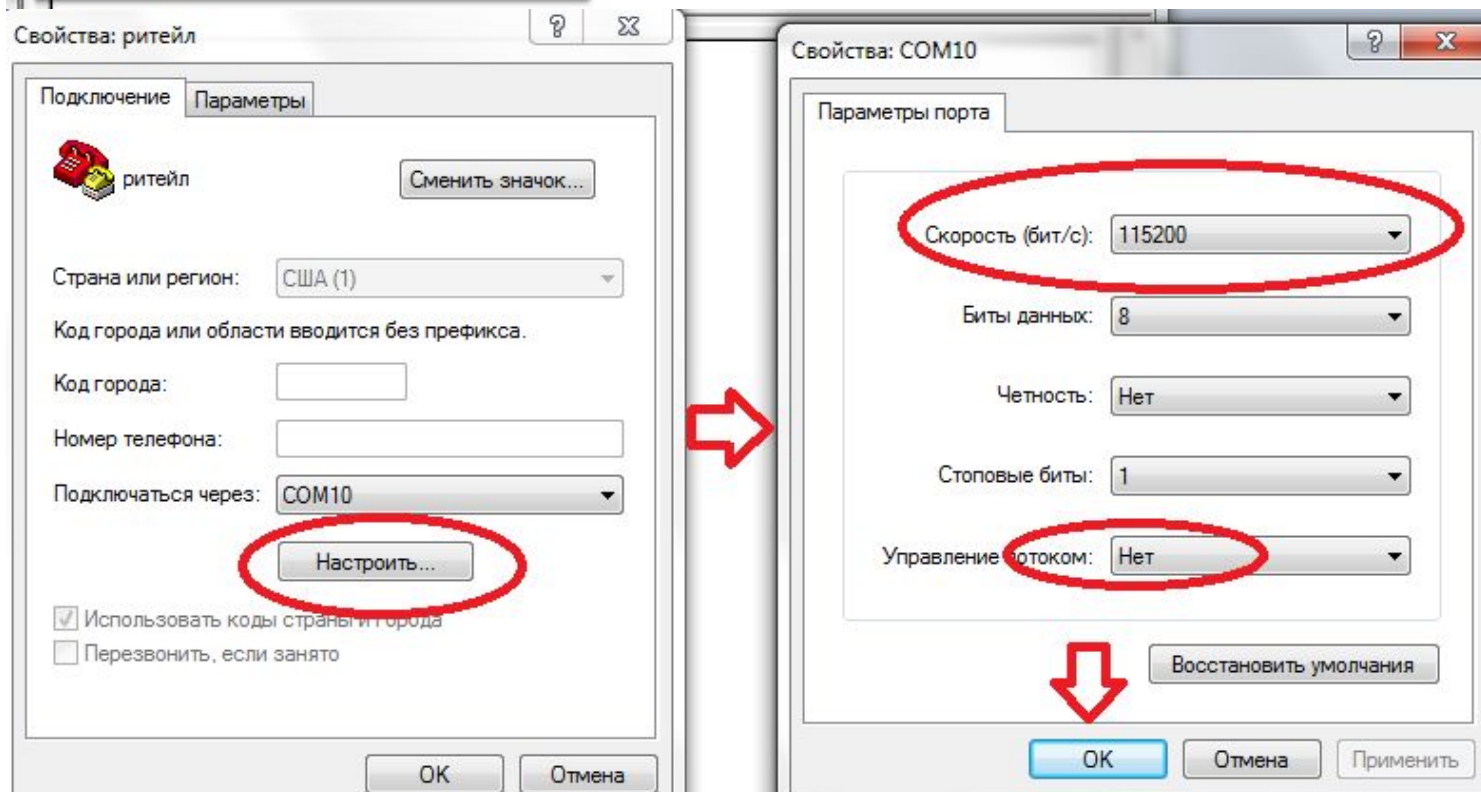 Свойства: ритейл
Подключение
Параметры
ритейл
Сменить значок...
Страна или регион:
США (1)
Код города или области вводится без префикса.
Код города:
Номер телефона:
Подключаться через:
COM10
Настроить...
Использовать коды страны и города
Перезвонить, если занято
OK
Отмена
Свойства: COM10
Параметры порта
Скорость (бит/с):
115200
Биты данных:
8
Четность:
Нет
Стоповые биты:
1
Управление потоком:
Нет
Восстановить умолчания
OK
Отмена
Применить